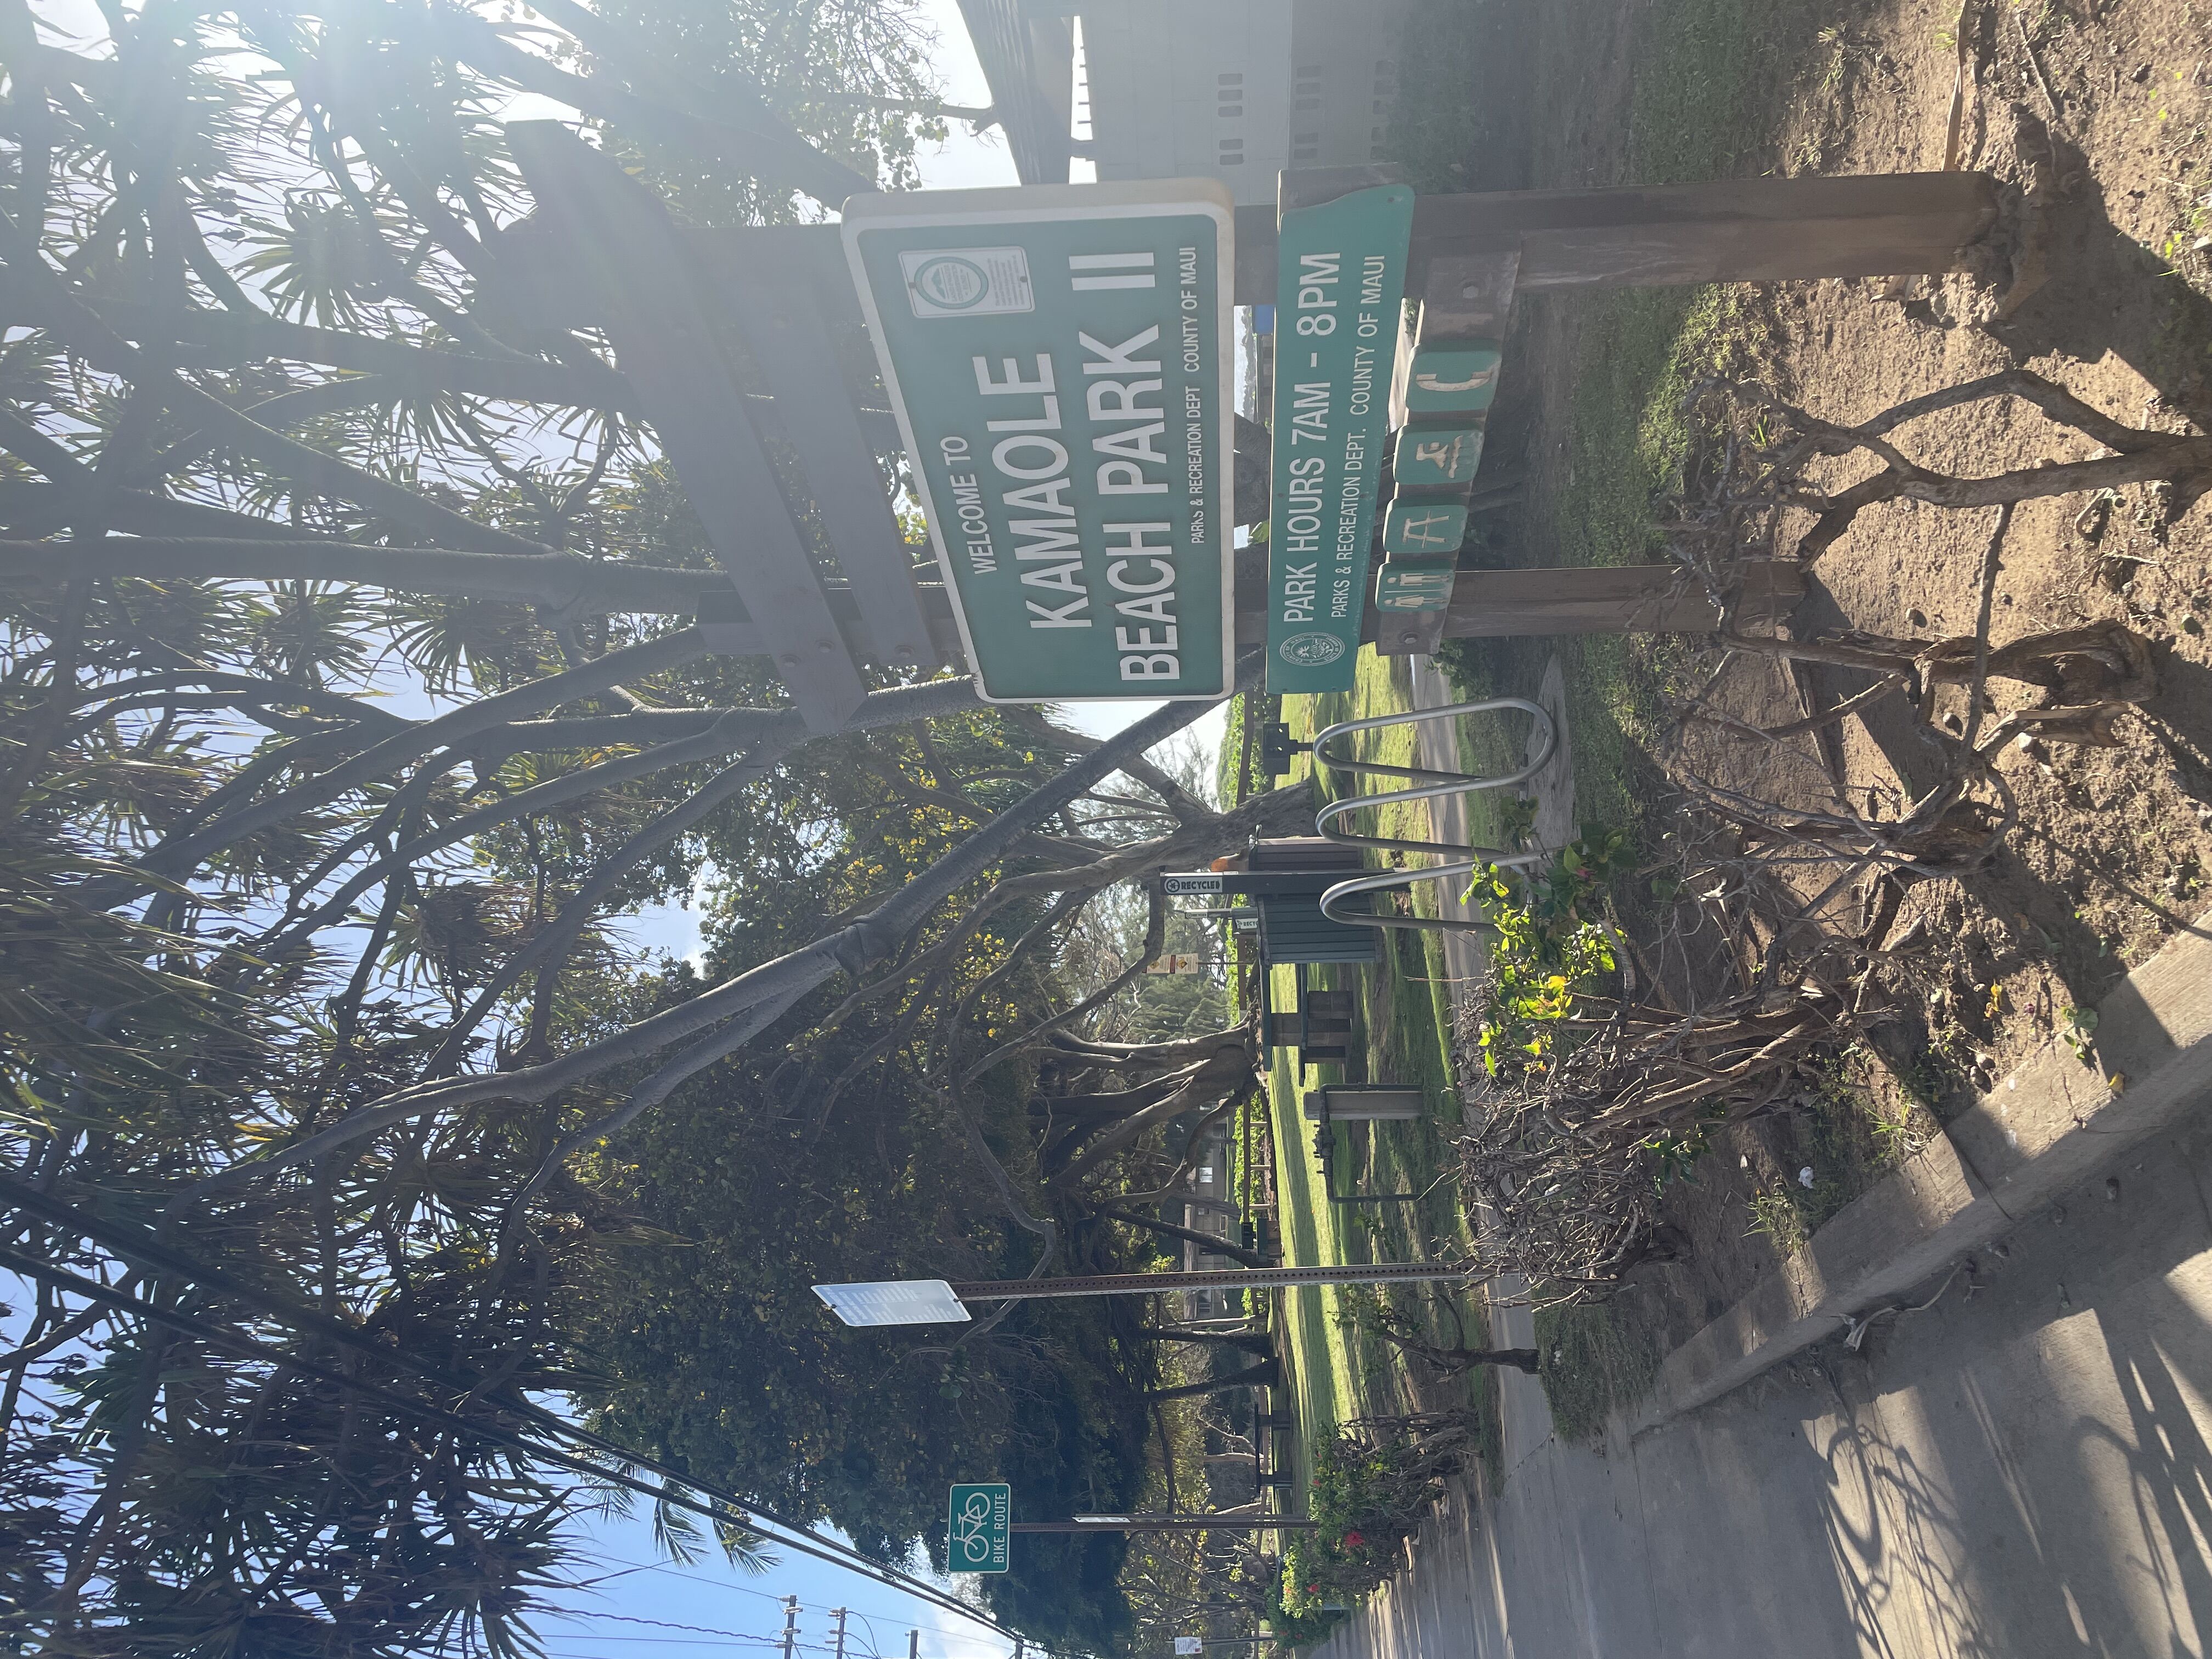 WELCOME TO
KAMAOLE
BEACH PARK II
PARKS & RECREATION DEPT COUNTY OF MAUI
PARK HOURS 7AM - 8PM
PARKS & RECREATION DEPT. COUNTY OF MAUI
RECYCLE
BIKE ROUTE